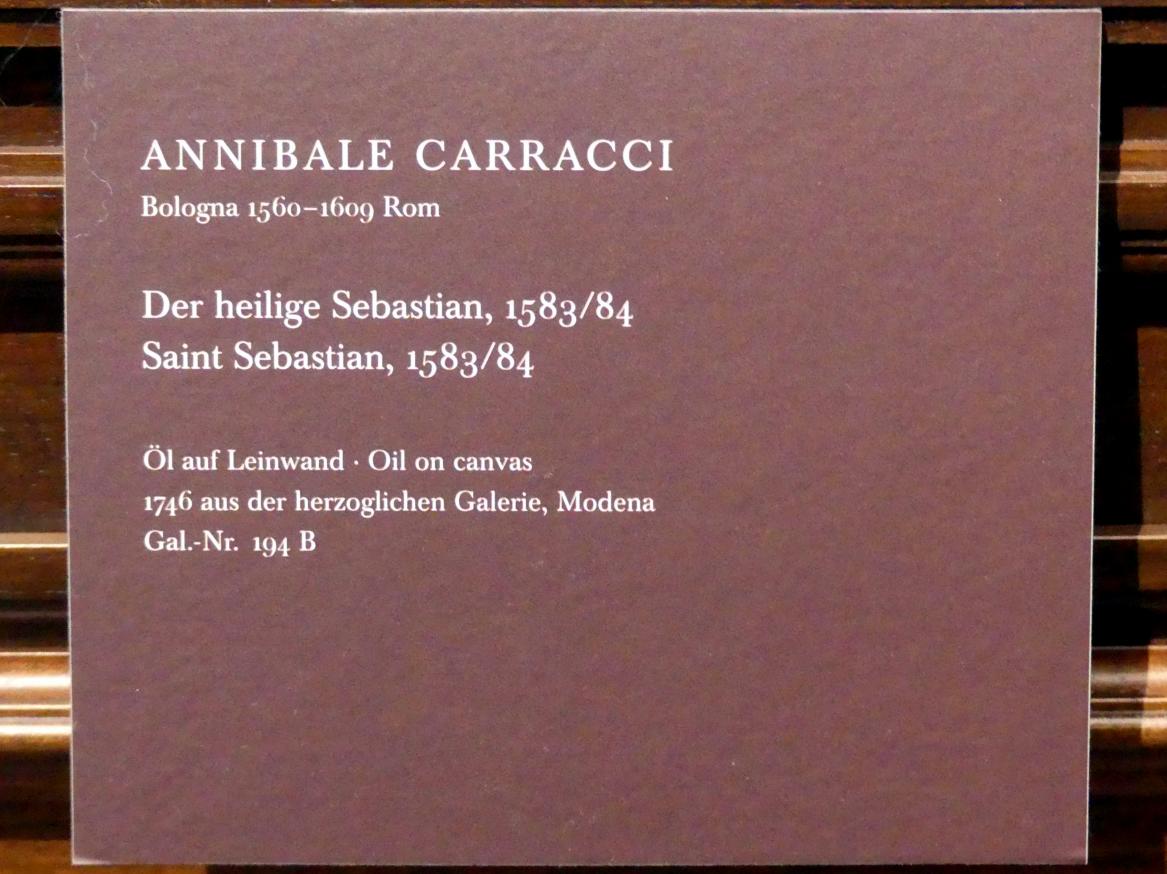 ANNIBALE CARRACCI
Bologna 1560–1609 Rom
Der heilige Sebastian, 1583/84
Saint Sebastian, 1583/84
Öl auf Leinwand · Oil on canvas
1746 aus der herzoglichen Galerie, Modena
Gal.-Nr. 194 B